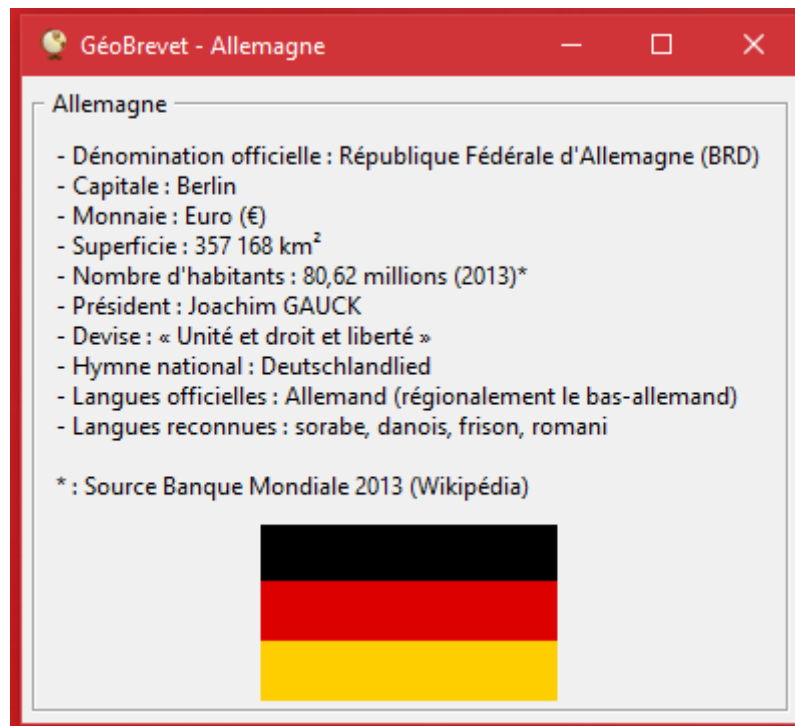 GéoBrevet - Allemagne
Allemagne
- Dénomination officielle : République Fédérale d'Allemagne (BRD)
- Capitale : Berlin
- Monnaie : Euro (€)
- Superficie : 357 168 km²
- Nombre d'habitants : 80,62 millions (2013)*
- Président : Joachim GAUCK
- Devise : « Unité et droit et liberté »
- Hymne national : Deutschlandlied
- Langues officielles : Allemand (régionalement le bas-allemand)
- Langues reconnues : sorabe, danois, frison, romani
* : Source Banque Mondiale 2013 (Wikipédia)